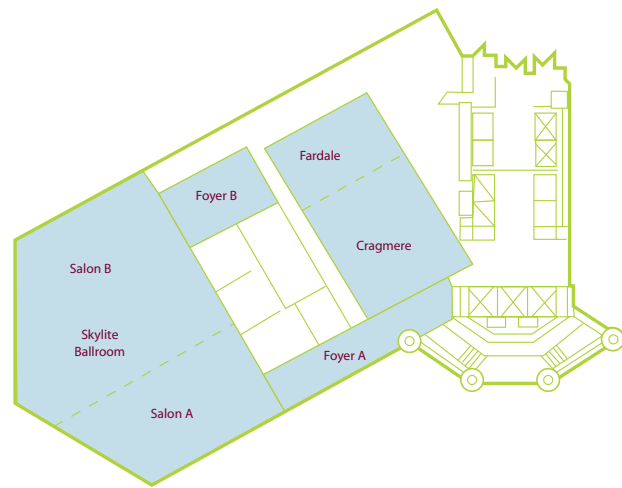 Fardale
Foyer B
Cragmere
Salon B
Skylite
Ballroom
Foyer A
Salon A